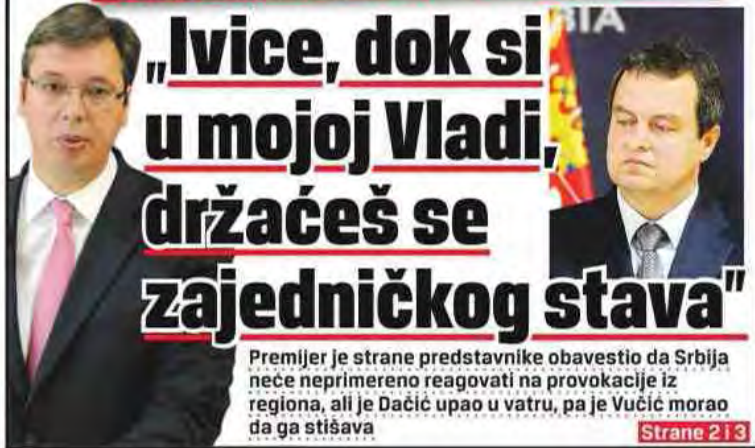 BIA
„Ivice, dok si
u mojoj Vladi,
držaćeš se
zajedničkog stava"
Premijer je strane predstavnike obavestio da Srbija
neće neprimereno reagovati na provokacije iz
regiona, ali je Dačić upao u vatru, pa je Vučić morao
da ga stišava
Strane 2 i 3